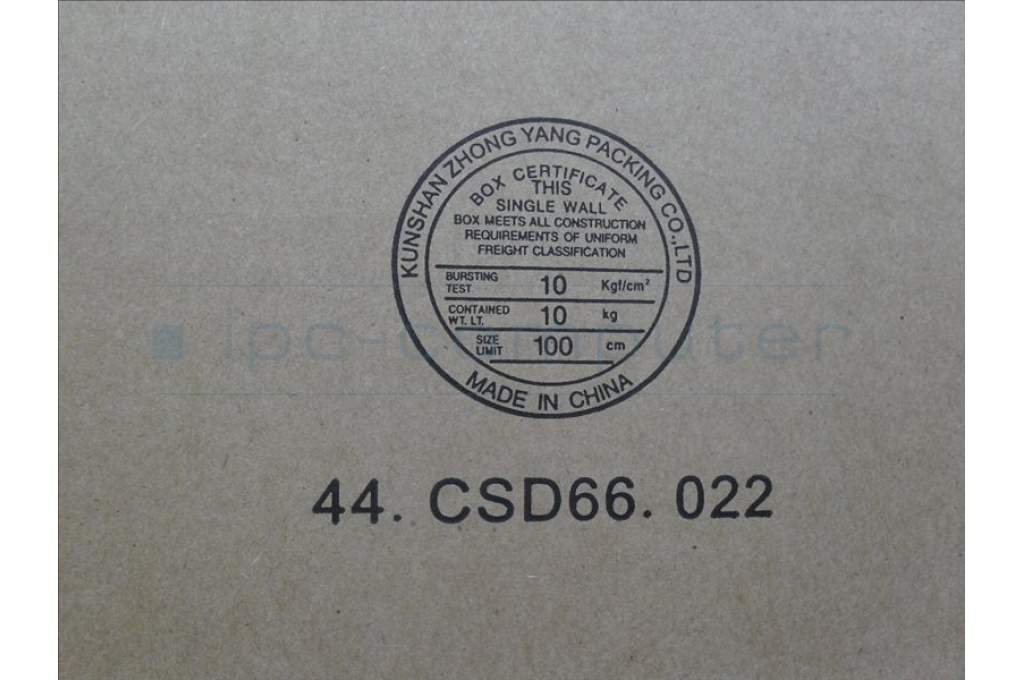 KUNSHAN ZHONG YANG PACKING CO.,LTD
BOX CERTIFICATE
THIS
SINGLE WALL
BOX MEETS ALL CONSTRUCTION
REQUIREMENTS OF UNIFORM
FREIGHT CLASSIFICATION
BURSTING TEST 10 Kgf/cm²
CONTAINED WT. LT. 10 kg
SIZE LIMIT 100 cm
MADE IN CHINA
ipc-computer
44. CSD66. 022